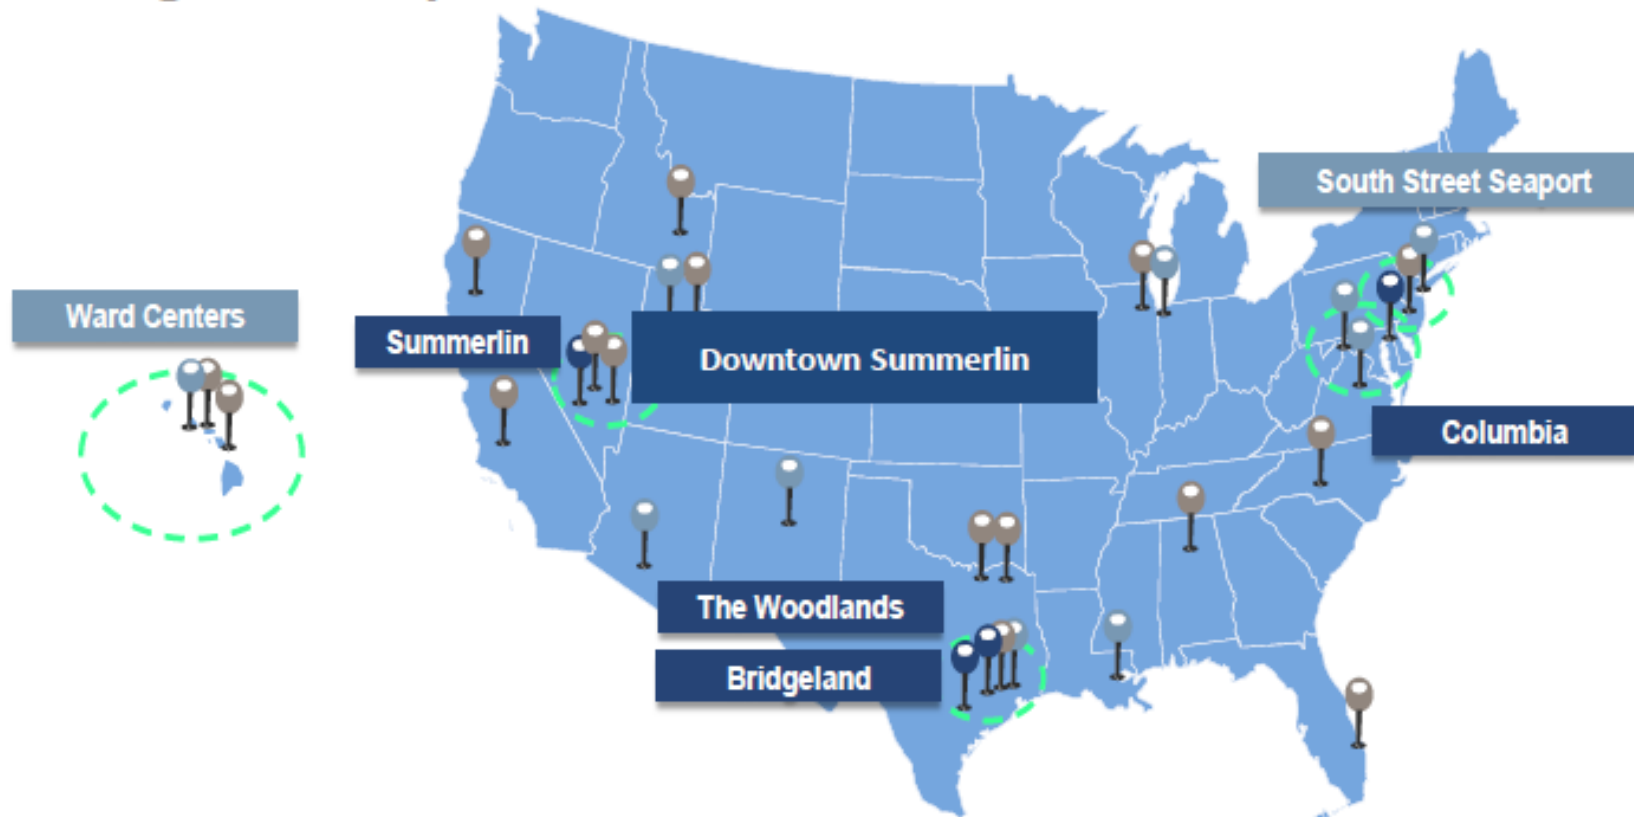 South Street Seaport
Ward Centers
Summerlin
Downtown Summerlin
Columbia
The Woodlands
Bridgeland